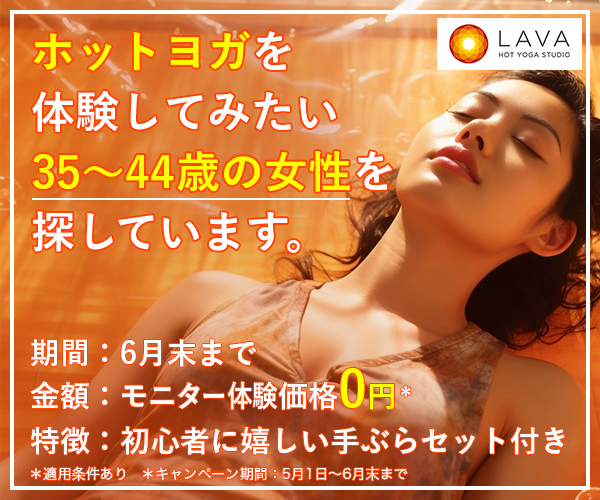 LAVA
HOT YOGA STUDIO
ホットヨガを
体験してみたい
35～44歳の女性を
探しています。
期間：6月末まで
金額：モニター体験価格0円*
特徴：初心者に嬉しい手ぶらセット付き
＊適用条件あり　＊キャンペーン期間：5月1日～6月末まで